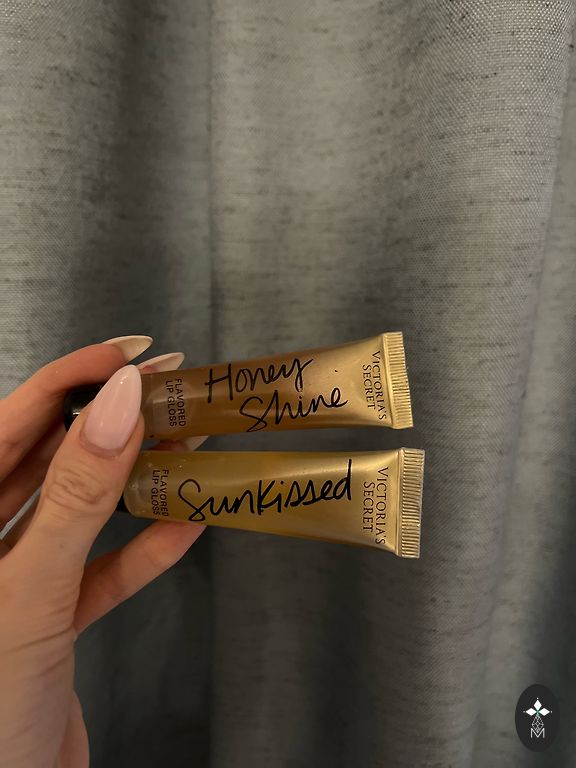 Honey
Shine
FLAVORED
LIP GLOSS
VICTORIA'S
SECRET
Sunkissed
FLAVORED
LIP GLOSS
VICTORIA'S
SECRET
M